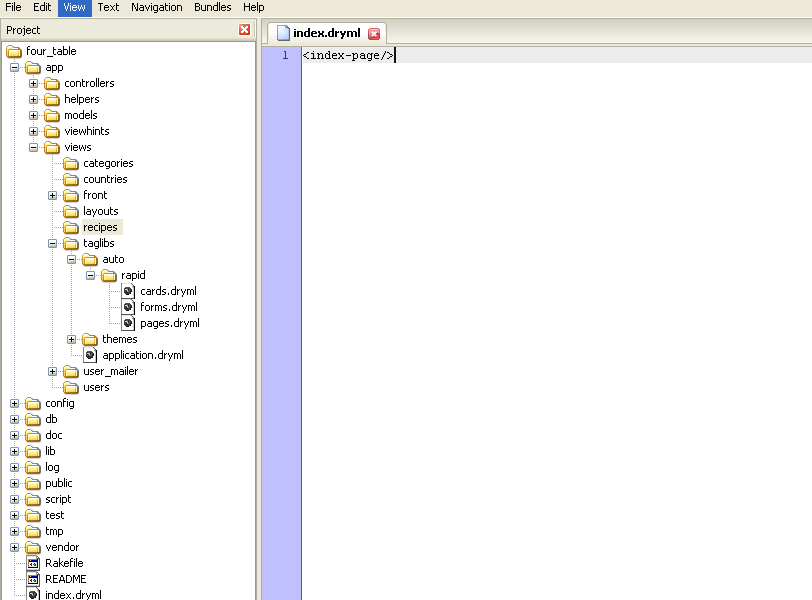 File Edit View Text Navigation Bundles Help
Project
four_table
app
controllers
helpers
models
viewhints
views
categories
countries
front
layouts
recipes
taglibs
auto
rapid
cards.dryml
forms.dryml
pages.dryml
themes
application.dryml
user_mailer
users
config
db
doc
lib
log
public
script
test
tmp
vendor
Rakefile
README
index.dryml
index.dryml
1 <index-page/>